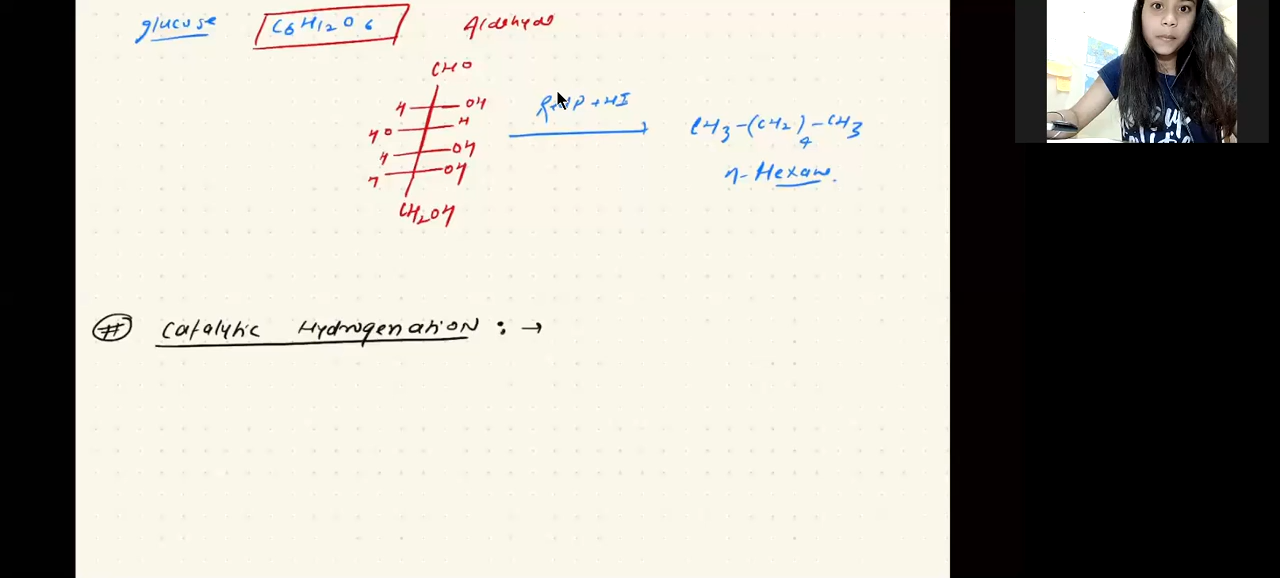 glucose C6H12O6 Aldehyde
CHO
H OH
HO H
H OH
H OH
CH2OH
P + HI
CH3-(CH2)4-CH3
n-Hexane.
# Catalytic Hydrogenation : →